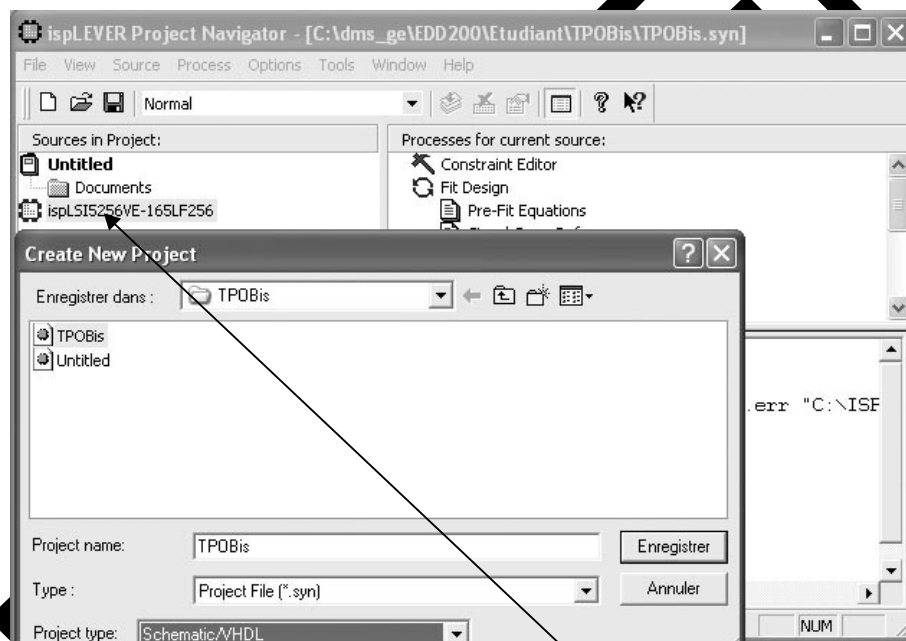 ispLEVER Project Navigator - [C:\dms_ge\EDD200\Etudiant\TPOBis\TPOBis.syn]
File View Source Process Options Tools Window Help
Normal
Sources in Project:
Processes for current source:
Untitled
Constraint Editor
Documents
Fit Design
ispLSI5256VE-165LF256
Pre-Fit Equations
Create New Project
Enregistrer dans :
TPOBis
TPOBis
Untitled
.err "C:\ISP
Project name:
TPOBis
Enregistrer
Type :
Project File (*.syn)
Annuler
Project type:
Schematic/VHDL
NUM